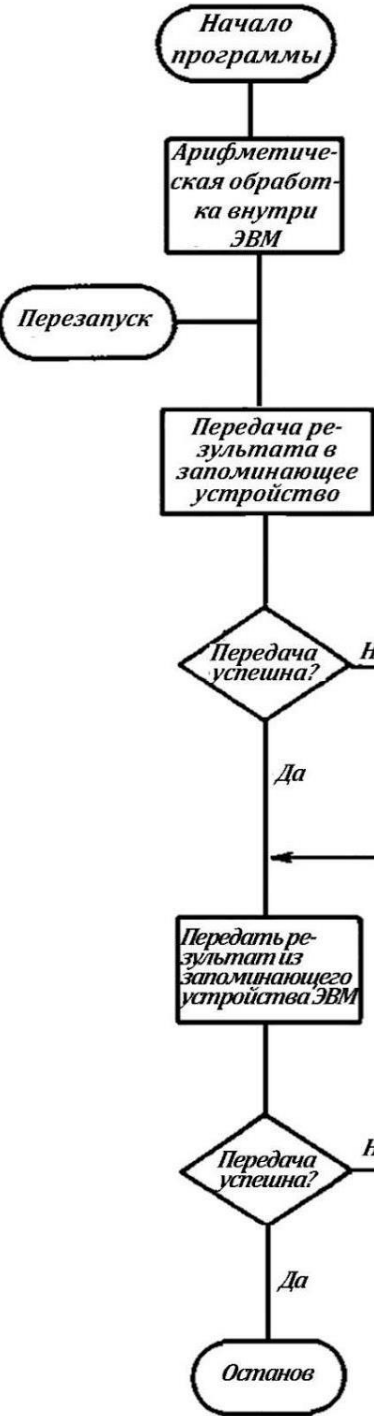 Начало
программы
Арифметиче-
ская обработ-
ка внутри
ЭВМ
Перезапуск
Передача ре-
зультата в
запоминающее
устройство
Передача
успешна?
Н
Да
Передать ре-
зультат из
запоминающего
устройства ЭВМ
Передача
успешна?
Н
Да
Останов